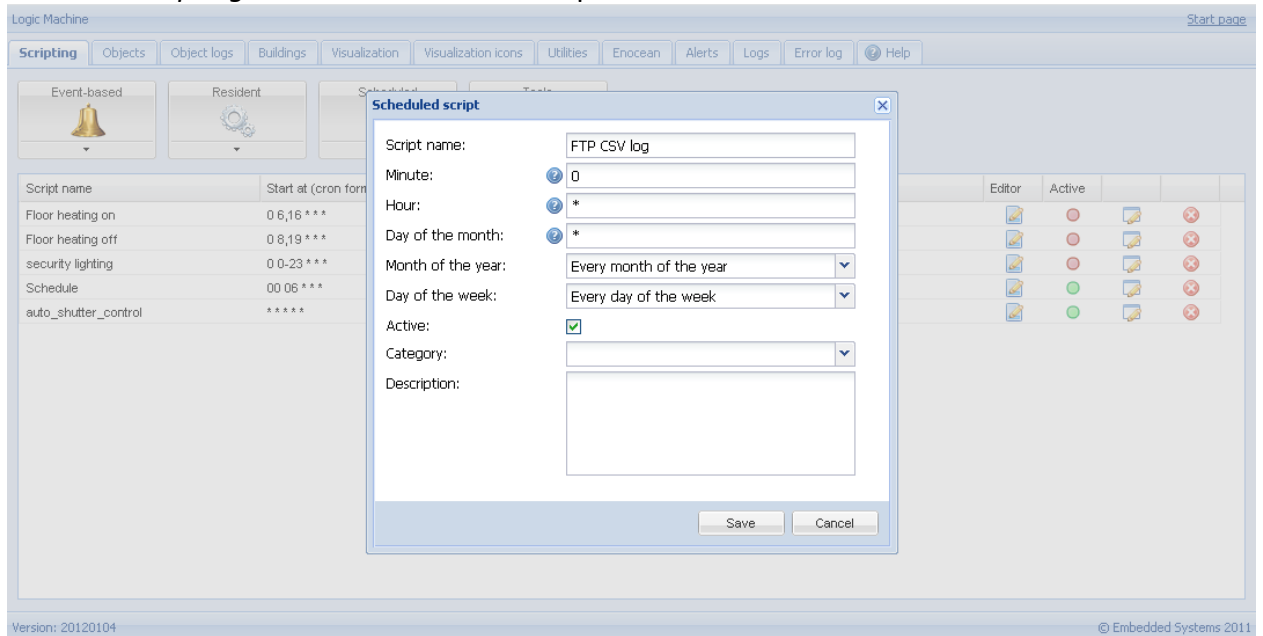 Logic Machine Start page
Scripting Objects Object logs Buildings Visualization Visualization icons Utilities Enocean Alerts Logs Error log Help
Event-based Resident
Scheduled script
Script name: FTP CSV log
Minute: 0
Hour: *
Day of the month: *
Month of the year: Every month of the year
Day of the week: Every day of the week
Active:
Category:
Description:
Save Cancel
Script name Start at (cron form Editor Active
Floor heating on 0 6,16 * * *
Floor heating off 0 8,19 * * *
security lighting 0 0-23 * * *
Schedule 00 06 * * *
auto_shutter_control * * * * *
Version: 20120104 © Embedded Systems 2011